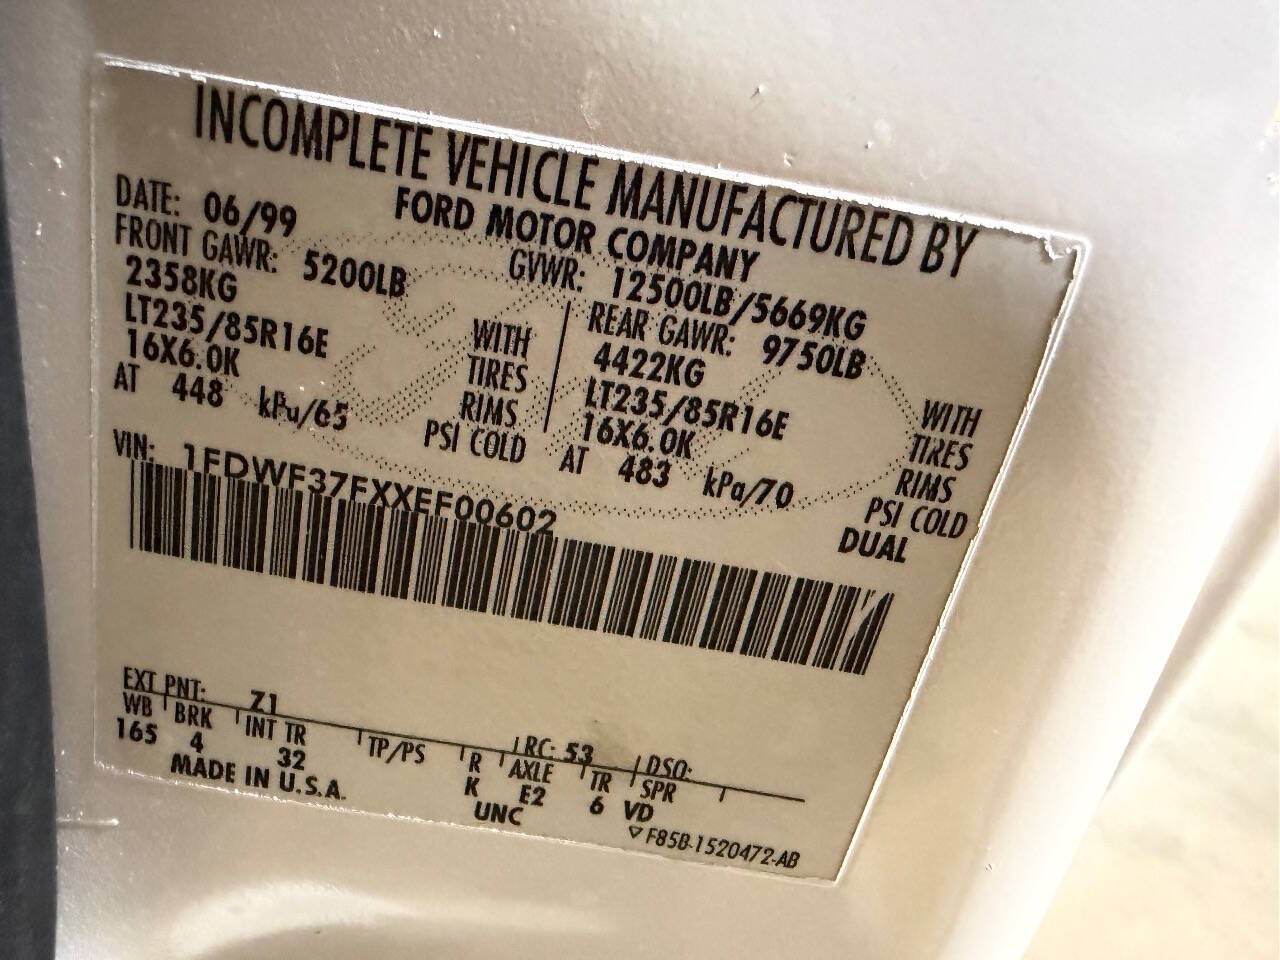 INCOMPLETE VEHICLE MANUFACTURED BY
FORD MOTOR COMPANY
DATE: 06/99
GVWR: 12500LB/5669KG
FRONT GAWR: 5200LB
2358KG WITH
LT235/85R16E TIRES
16X6.0K RIMS
AT 448 kPa/65 PSI COLD
REAR GAWR: 9750LB
4422KG WITH
LT235/85R16E TIRES
16X6.0K RIMS
AT 483 kPa/70 PSI COLD
DUAL
VIN: 1FDWF37FXXEF00602
EXT PNT: Z1 RC: 53 DSO:
WB BRK INT TR TP/PS R AXLE TR SPR
165 4 32 K E2 6 VD
MADE IN U.S.A. UNC
F85B-1520472-AB